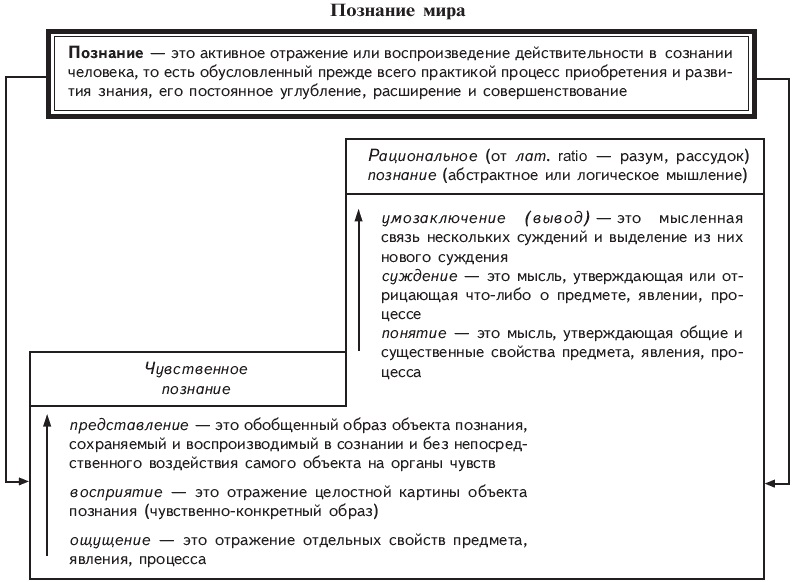 Познание мира
Познание — это активное отражение или воспроизведение действительности в сознании
человека, то есть обусловленный прежде всего практикой процесс приобретения и разви-
тия знания, его постоянное углубление, расширение и совершенствование
Рациональное (от лат. ratio — разум, рассудок)
познание (абстрактное или логическое мышление)
умозаключение (вывод) — это мысленная
связь нескольких суждений и выделение из них
нового суждения
суждение — это мысль, утверждающая или от-
рицающая что-либо о предмете, явлении, про-
цессе
понятие — это мысль, утверждающая общие и
существенные свойства предмета, явления, про-
цесса
Чувственное
познание
представление — это обобщенный образ объекта познания,
сохраняемый и воспроизводимый в сознании и без непосред-
ственного воздействия самого объекта на органы чувств
восприятие — это отражение целостной картины объекта
познания (чувственно-конкретный образ)
ощущение — это отражение отдельных свойств предмета,
явления, процесса